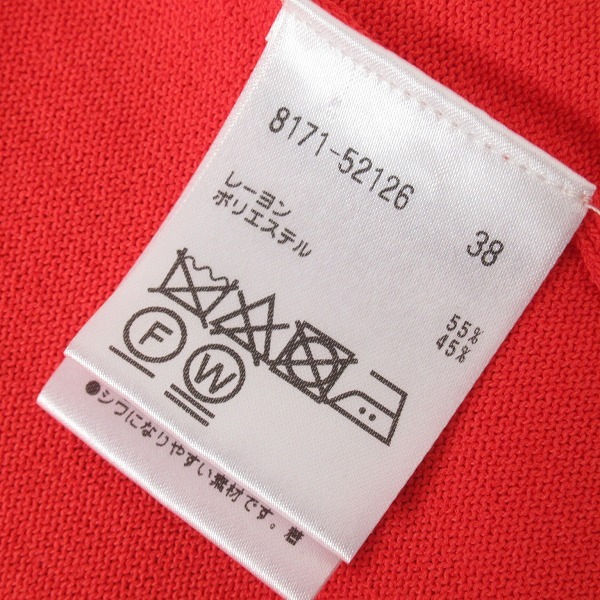 8171-52126
38
レーヨン 55%
ポリエステル 45%
F W
●シワになりやすい素材です。着